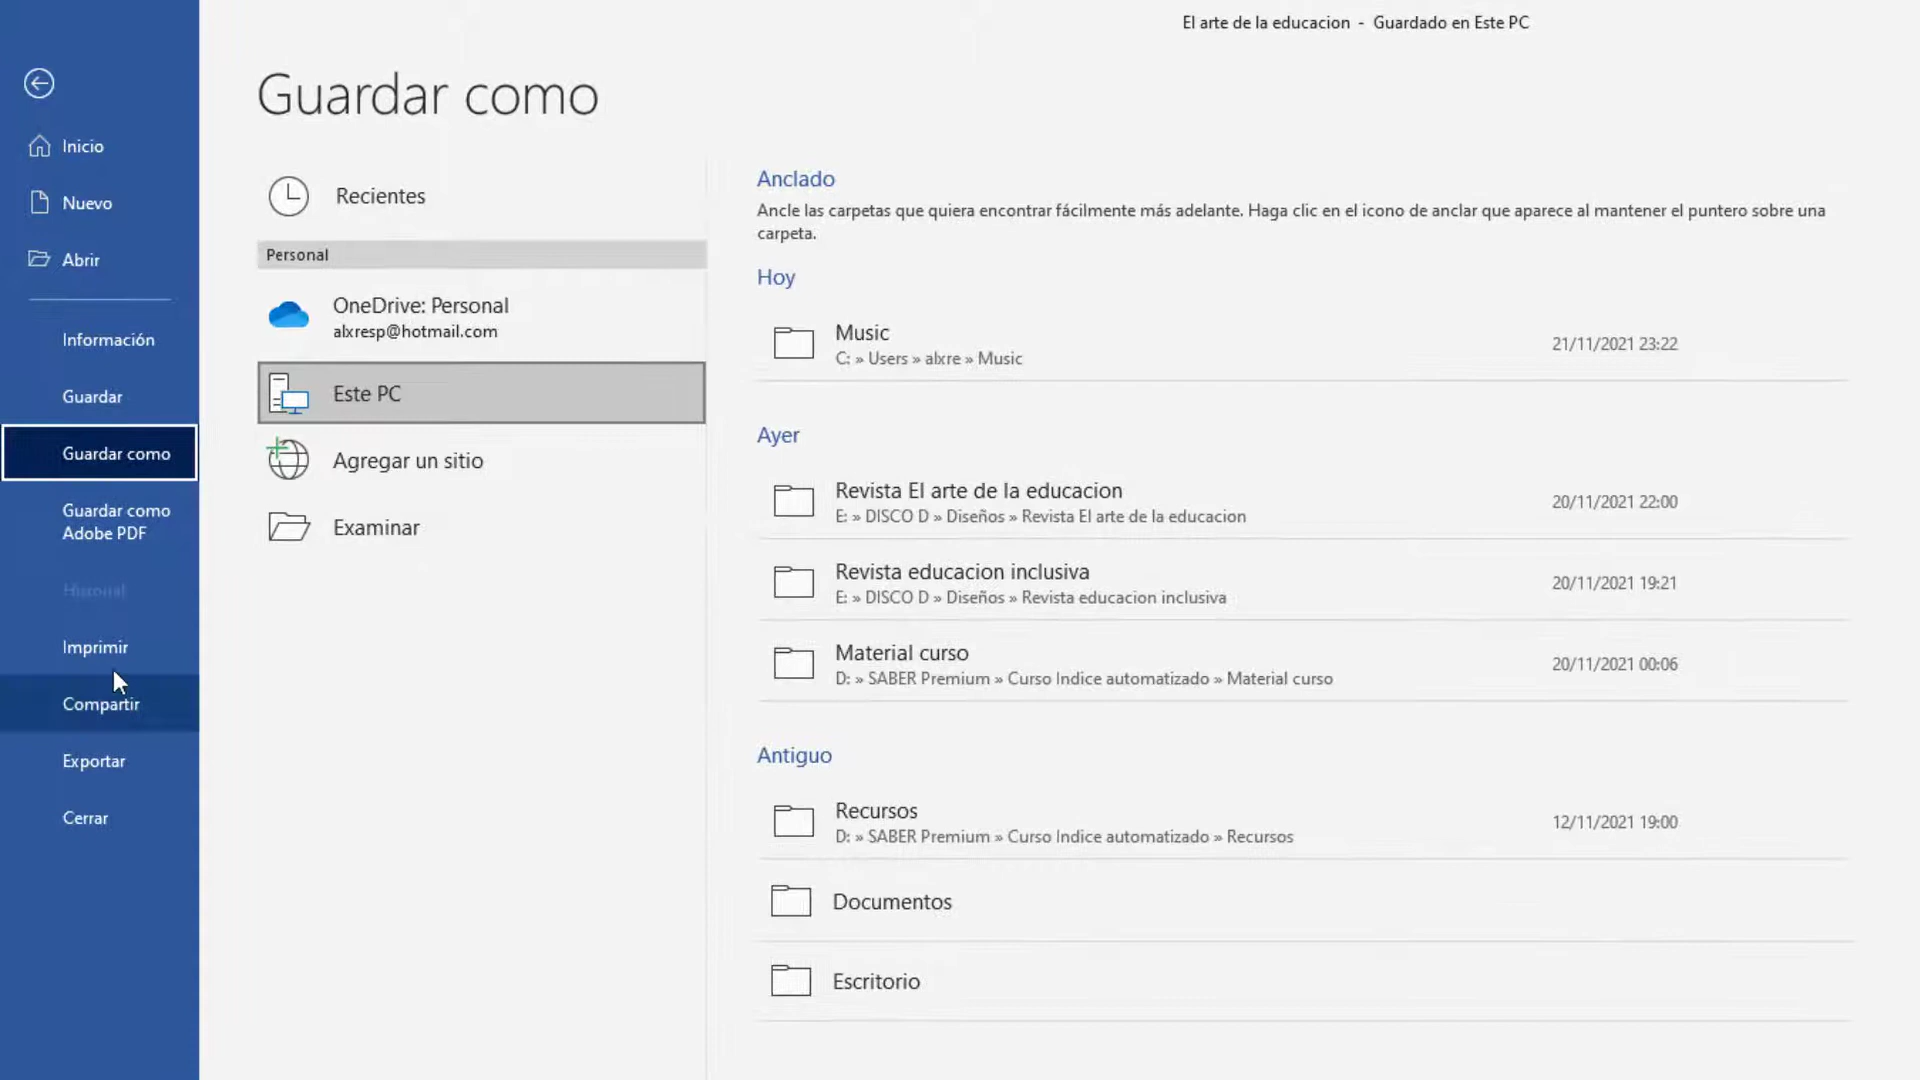 El arte de la educacion - Guardado en Este PC
Guardar como
Inicio
Nuevo
Abrir
Información
Guardar
Guardar como
Guardar como
Adobe PDF
Historial
Imprimir
Compartir
Exportar
Cerrar
Recientes
Personal
OneDrive: Personal
alxresp@hotmail.com
Este PC
Agregar un sitio
Examinar
Anclado
Ancle las carpetas que quiera encontrar fácilmente más adelante. Haga clic en el icono de anclar que aparece al mantener el puntero sobre una
carpeta.
Hoy
Music 21/11/2021 23:22
C: » Users » alxre » Music
Ayer
Revista El arte de la educacion 20/11/2021 22:00
E: » DISCO D » Diseños » Revista El arte de la educacion
Revista educacion inclusiva 20/11/2021 19:21
E: » DISCO D » Diseños » Revista educacion inclusiva
Material curso 20/11/2021 00:06
D: » SABER Premium » Curso Indice automatizado » Material curso
Antiguo
Recursos 12/11/2021 19:00
D: » SABER Premium » Curso Indice automatizado » Recursos
Documentos
Escritorio